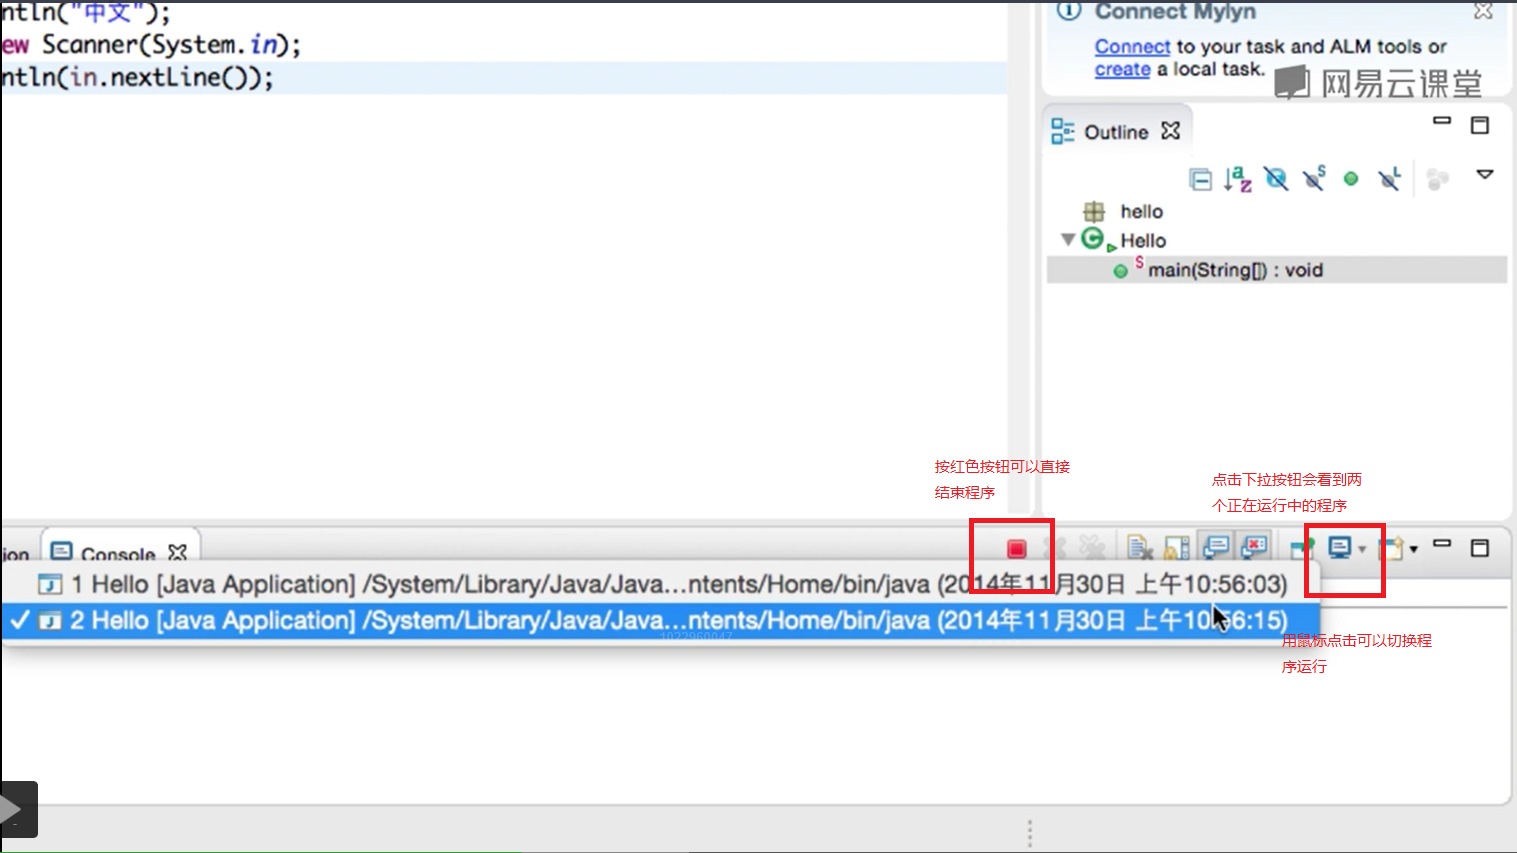 ntln("中文");
ew Scanner(System.in);
ntln(in.nextLine());
Connect Mylyn
Connect to your task and ALM tools or
create a local task.
网易云课堂
Outline
hello
Hello
main(String[]) : void
按红色按钮可以直接
结束程序
点击下拉按钮会看到两
个正在运行中的程序
ion
Console
1 Hello [Java Application] /System/Library/Java/Java...ntents/Home/bin/java (2014年11月30日 上午10:56:03)
2 Hello [Java Application] /System/Library/Java/Java...ntents/Home/bin/java (2014年11月30日 上午10:56:15)
1022960047
用鼠标点击可以切换程
序运行